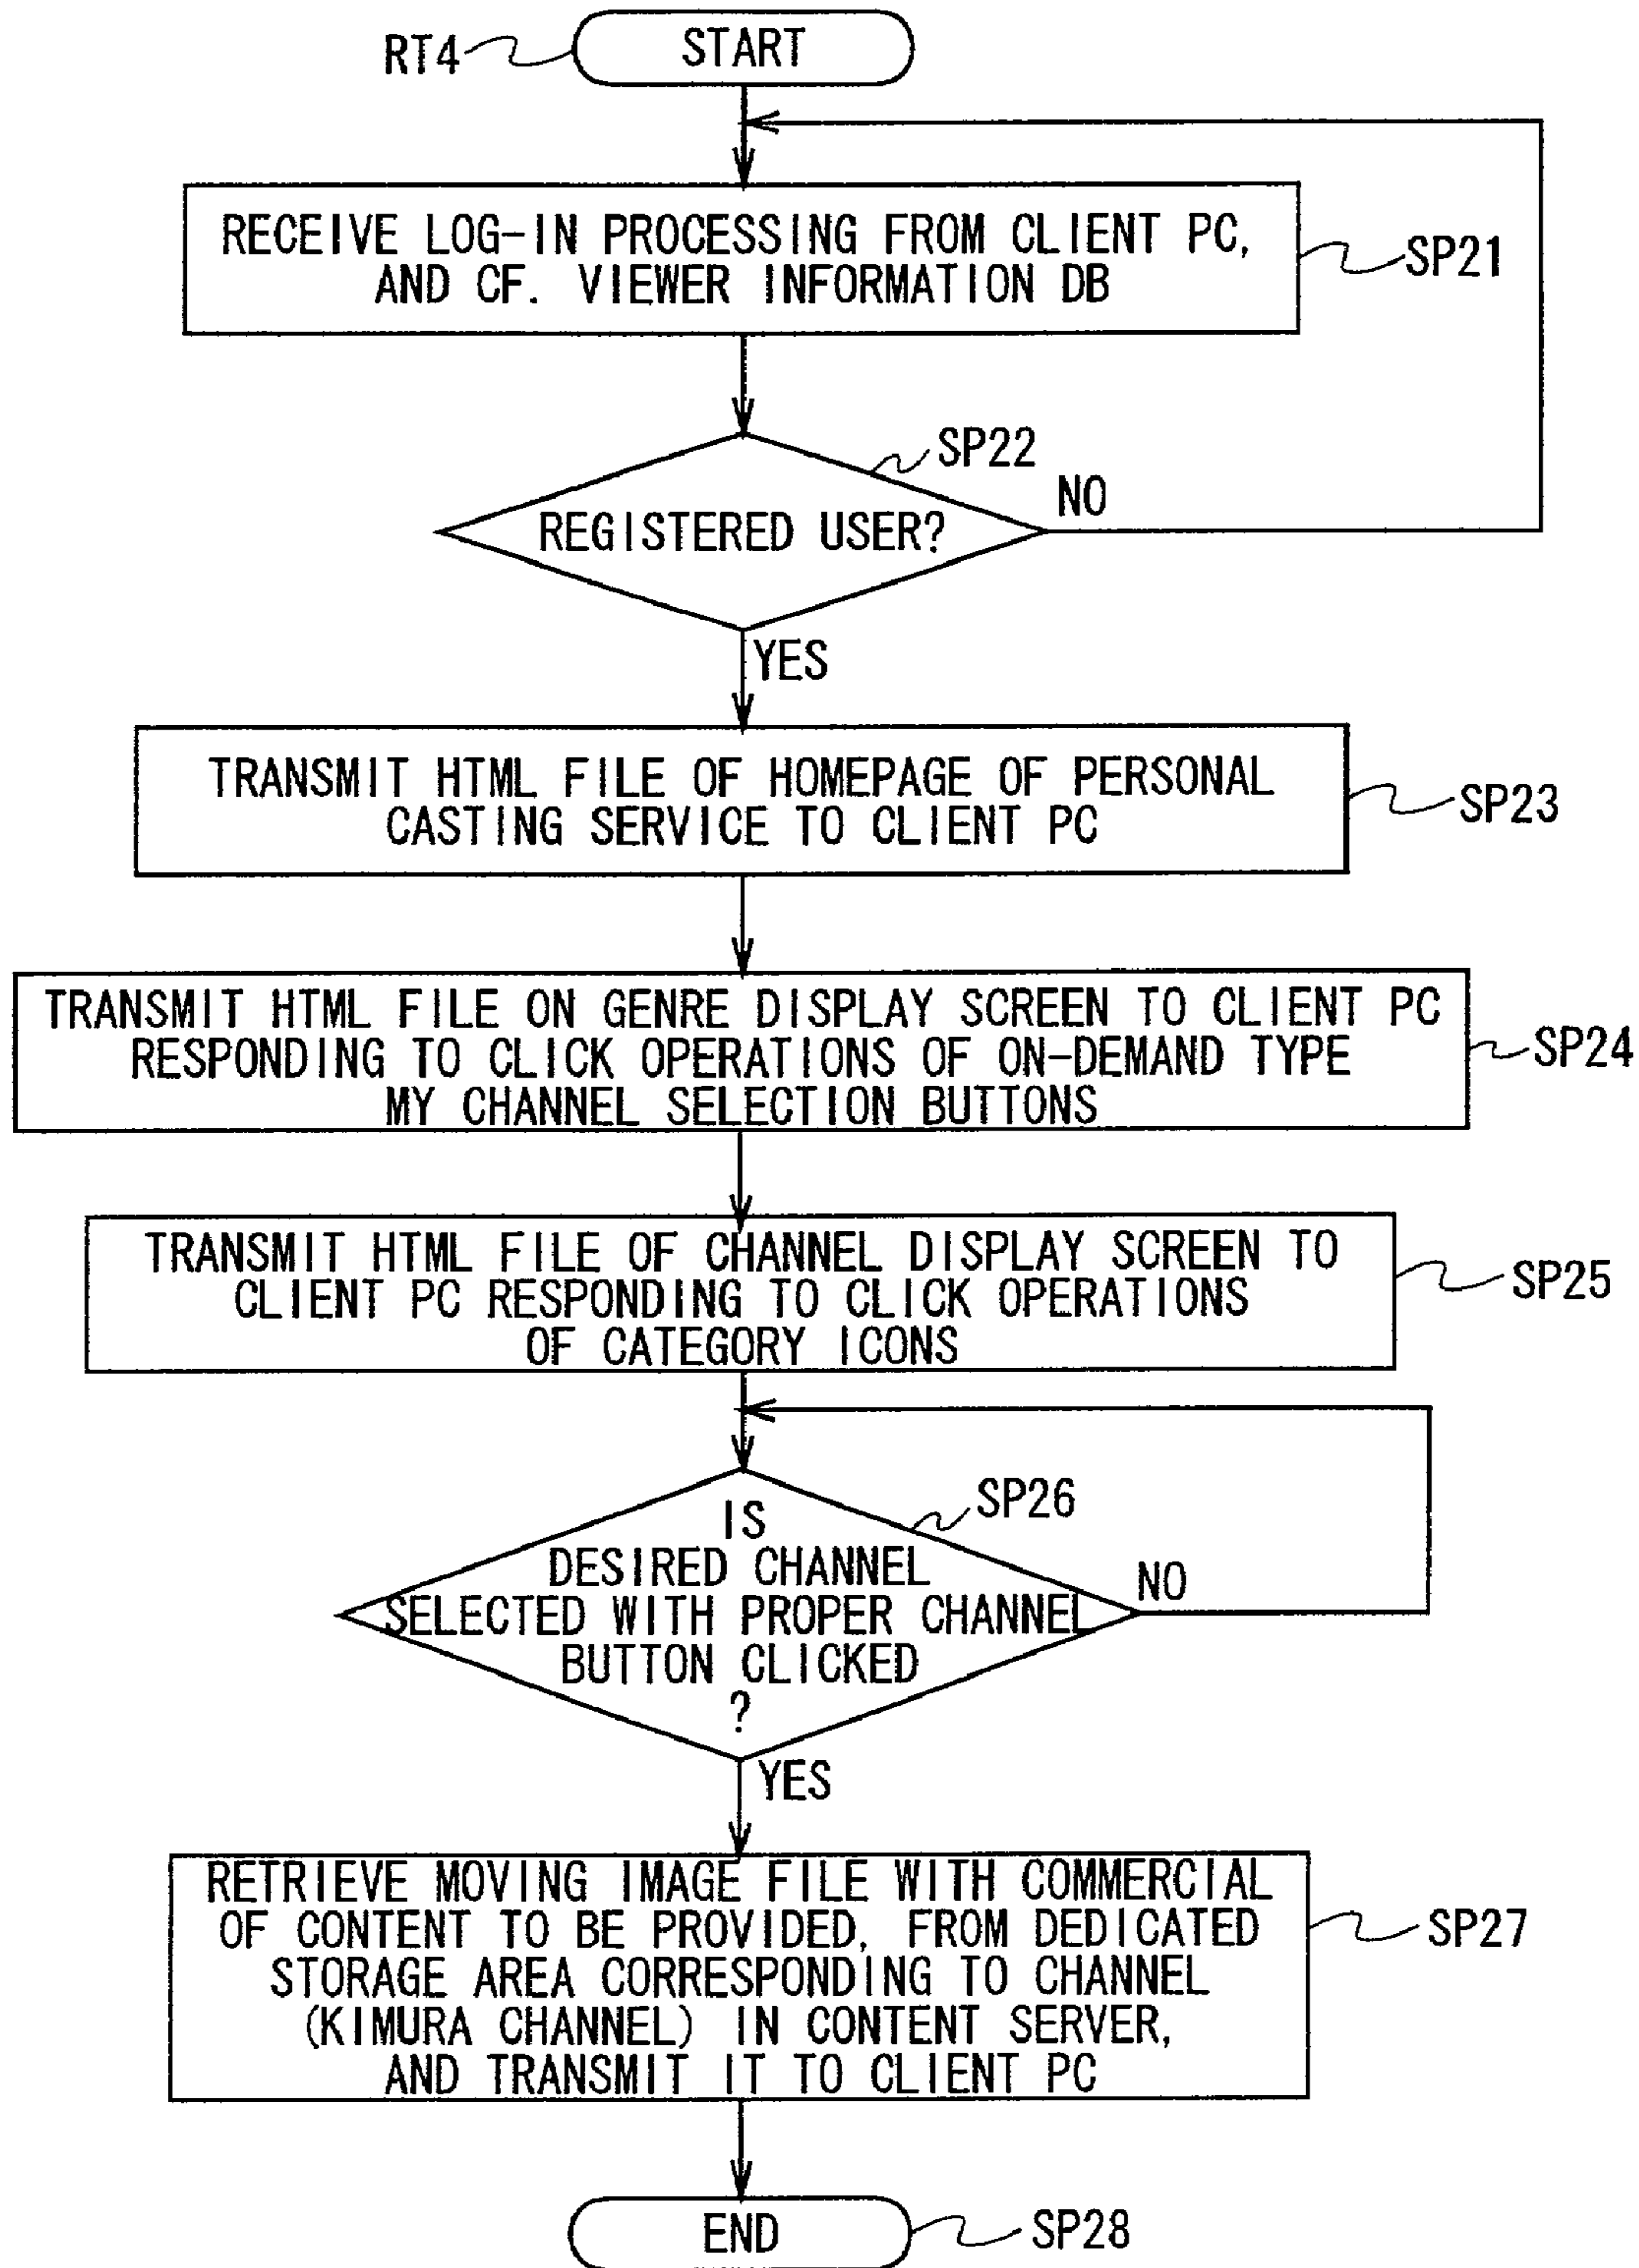 RT4
START
RECEIVE LOG-IN PROCESSING FROM CLIENT PC,
AND CF. VIEWER INFORMATION DB
SP21
SP22
REGISTERED USER?
NO
YES
TRANSMIT HTML FILE OF HOMEPAGE OF PERSONAL
CASTING SERVICE TO CLIENT PC
SP23
TRANSMIT HTML FILE ON GENRE DISPLAY SCREEN TO CLIENT PC
RESPONDING TO CLICK OPERATIONS OF ON-DEMAND TYPE
MY CHANNEL SELECTION BUTTONS
SP24
TRANSMIT HTML FILE OF CHANNEL DISPLAY SCREEN TO
CLIENT PC RESPONDING TO CLICK OPERATIONS
OF CATEGORY ICONS
SP25
SP26
IS
DESIRED CHANNEL
SELECTED WITH PROPER CHANNEL
BUTTON CLICKED
?
NO
YES
RETRIEVE MOVING IMAGE FILE WITH COMMERCIAL
OF CONTENT TO BE PROVIDED, FROM DEDICATED
STORAGE AREA CORRESPONDING TO CHANNEL
(KIMURA CHANNEL) IN CONTENT SERVER,
AND TRANSMIT IT TO CLIENT PC
SP27
END
SP28